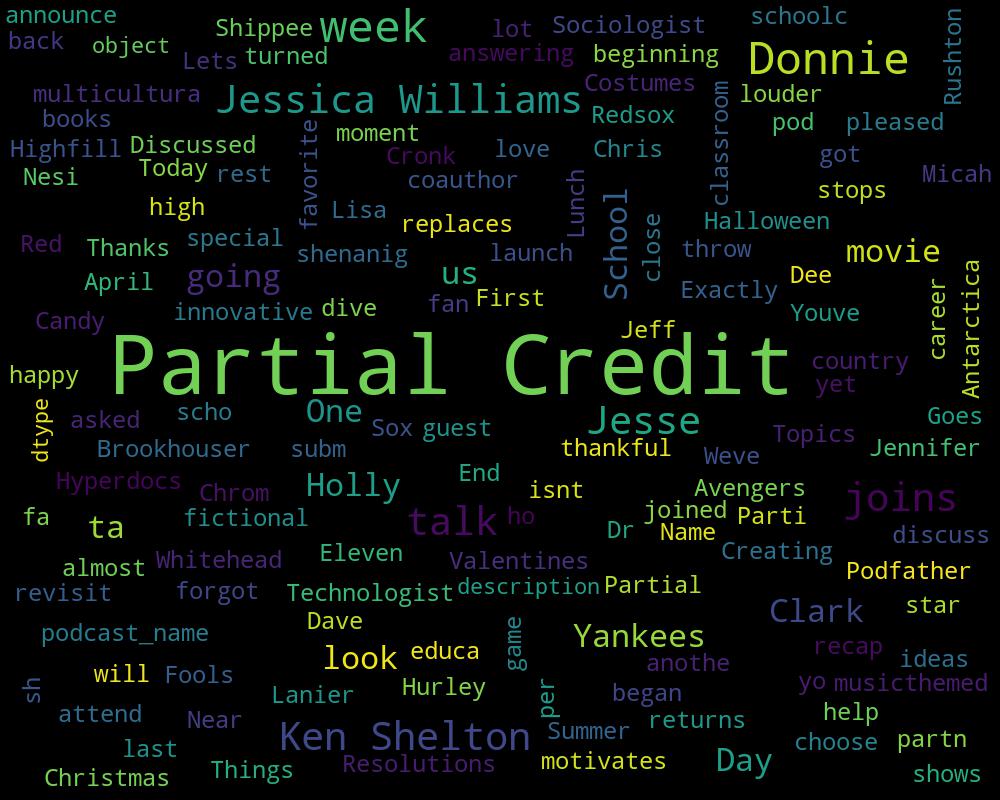 announce
back
object
Shippee
week
lot
Sociologist
schoolc
Lets
turned
answering
beginning
Donnie
Rushton
multicultura
Jessica Williams
Costumes
louder
books
Redsox
classroom
pod
pleased
Highfill
Discussed
favorite
moment
Cronk
love
Chris
got
Nesi
Today
rest
coauthor
Lunch
stops
Micah
high
Lisa
replaces
School
close
Halloween
Red
Thanks
special
shenanig
launch
throw
movie
April
going
us
Exactly
Dee
career
Antarctica
Candy
innovative
dive
fan
First
Youve
Jeff
Partial Credit
country
happy
yet
dtype
asked
scho
One
Sox
guest
Jesse
Goes
Brookhouser
subm
thankful
Weve
Topics
Jennifer
Hyperdocs
Chrom
Holly
End
isnt
Avengers
joins
fa
ta
fictional
talk
ho
Dr
joined
Name
Parti
discuss
almost
Whitehead
Eleven
Valentines
Creating
Podfather
revisit
forgot
Technologist
description
Partial
Clark
star
podcast_name
Dave
game
Yankees
look
educa
anothe
recap
ideas
sh
will
Fools
Lanier
Hurley
per
began
yo
musicthemed
attend
Near
Ken Shelton
Summer
returns
help
last
choose
partn
Christmas
Things
Resolutions
motivates
Day
shows